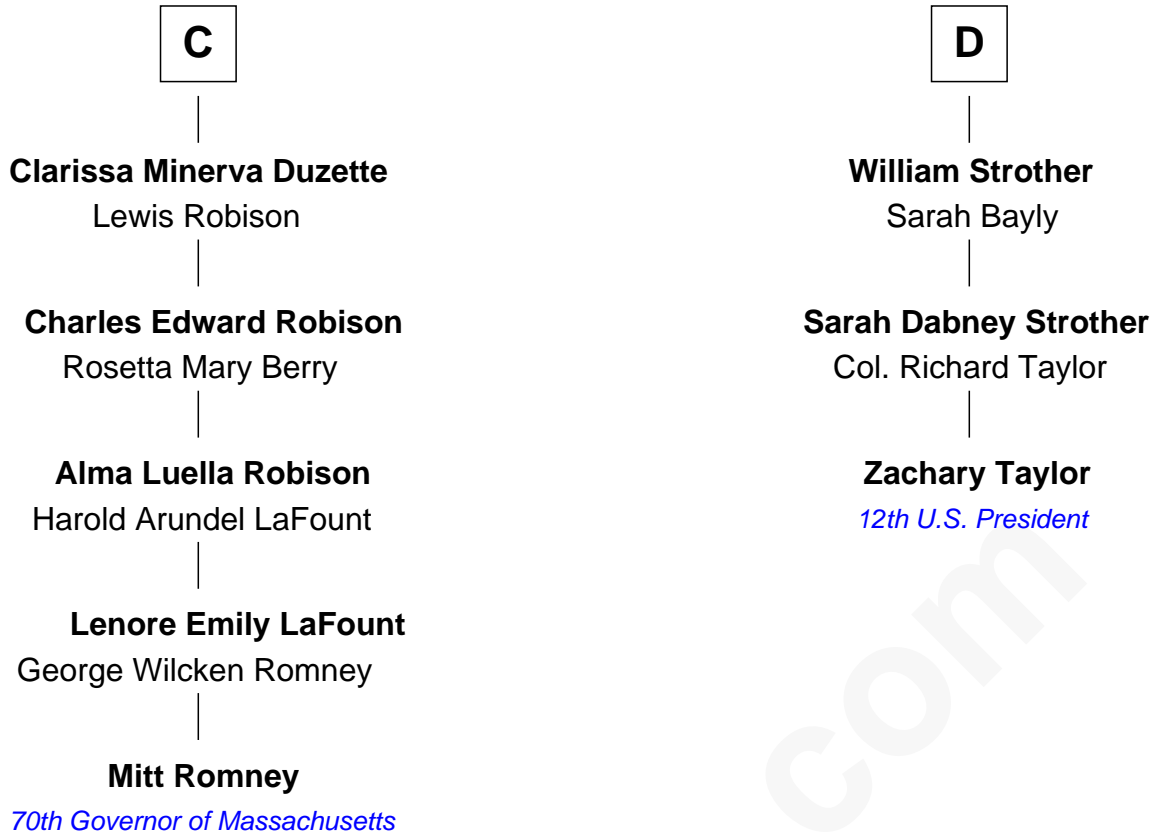 C
Clarissa Minerva Duzette
Lewis Robison
Charles Edward Robison
Rosetta Mary Berry
Alma Luella Robison
Harold Arundel LaFount
Lenore Emily LaFount
George Wilcken Romney
Mitt Romney
70th Governor of Massachusetts
D
William Strother
Sarah Bayly
Sarah Dabney Strother
Col. Richard Taylor
Zachary Taylor
12th U.S. President
com